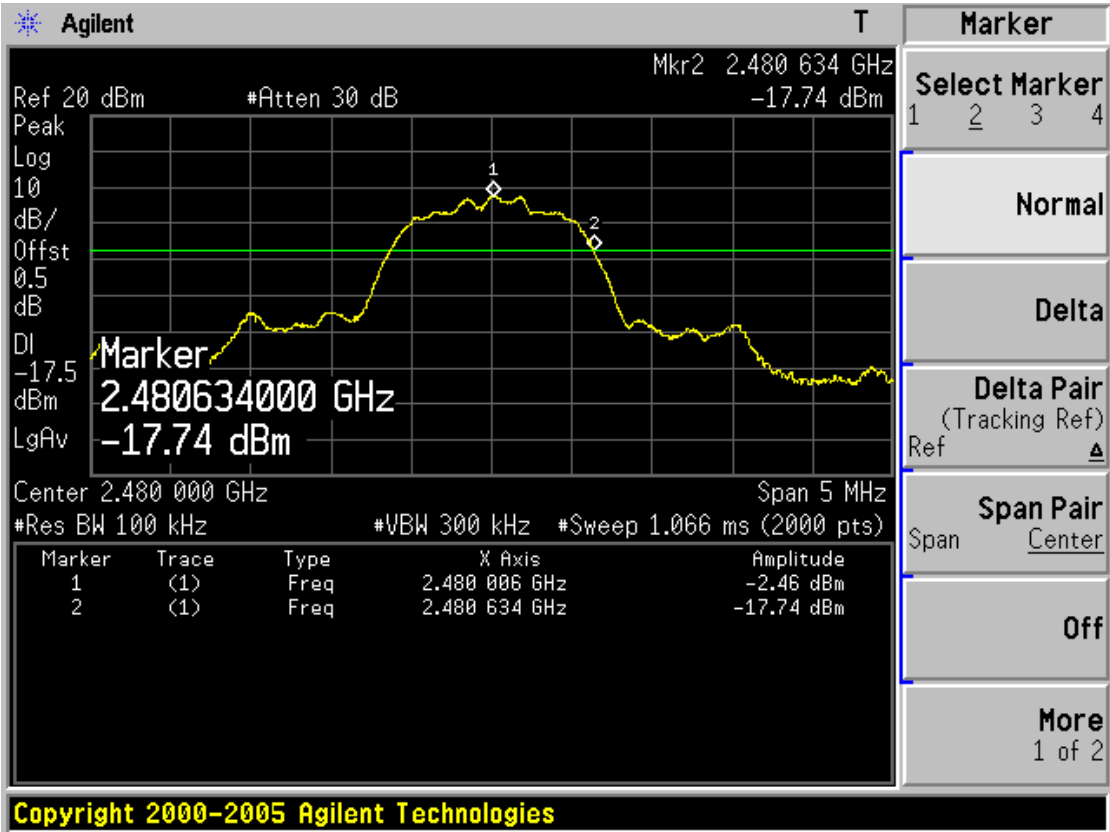 Agilent T Marker
Mkr2 2.480 634 GHz
Ref 20 dBm #Atten 30 dB -17.74 dBm
Peak
Log
10
dB/
Offst
0.5
dB
DI
-17.5
dBm
LgAv
1
2
Marker
2.480634000 GHz
-17.74 dBm
Center 2.480 000 GHz Span 5 MHz
#Res BW 100 kHz #VBW 300 kHz #Sweep 1.066 ms (2000 pts)
Marker Trace Type X Axis Amplitude
1 (1) Freq 2.480 006 GHz -2.46 dBm
2 (1) Freq 2.480 634 GHz -17.74 dBm
Select Marker
1 2 3 4
Normal
Delta
Delta Pair
(Tracking Ref)
Ref Δ
Span Pair
Span Center
Off
More
1 of 2
Copyright 2000-2005 Agilent Technologies